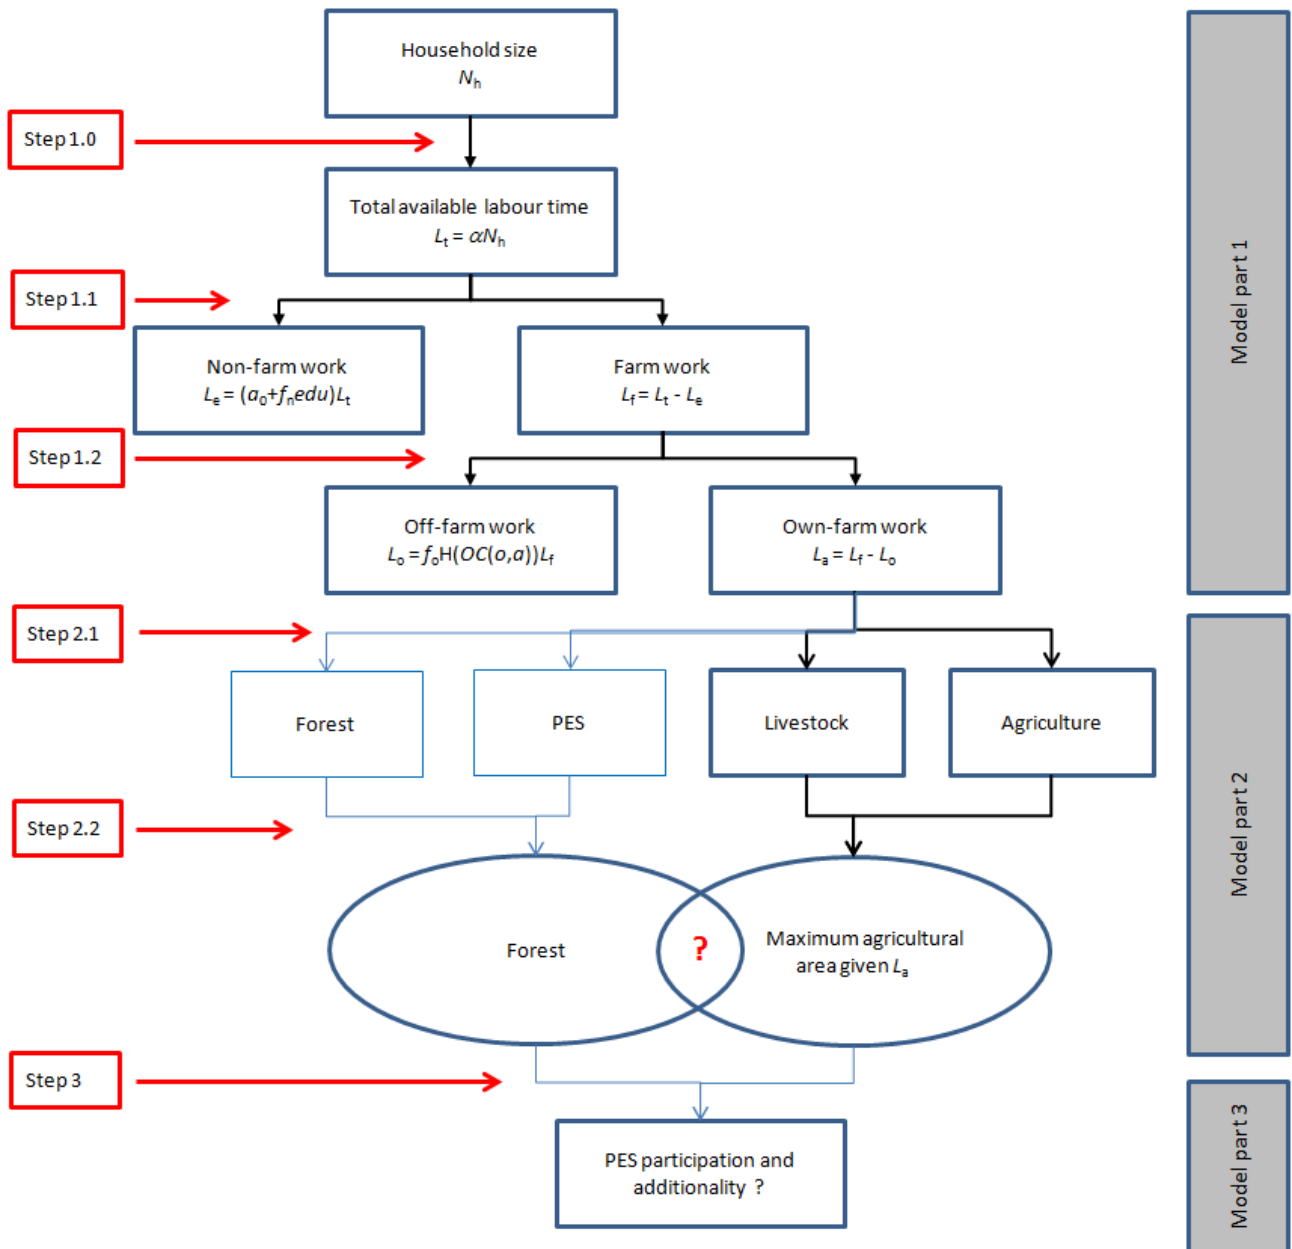 Household size
Nh
Step 1.0
Total available labour time
Lt = αNh
Step 1.1
Non-farm work
Le = (a0+fnedu)Lt
Farm work
Lf = Lt - Le
Step 1.2
Off-farm work
Lo = foH(OC(o,a))Lf
Own-farm work
La = Lf - Lo
Model part 1
Step 2.1
Forest
PES
Livestock
Agriculture
Step 2.2
Forest
?
Maximum agricultural
area given La
Model part 2
Step 3
PES participation and
additionality ?
Model part 3